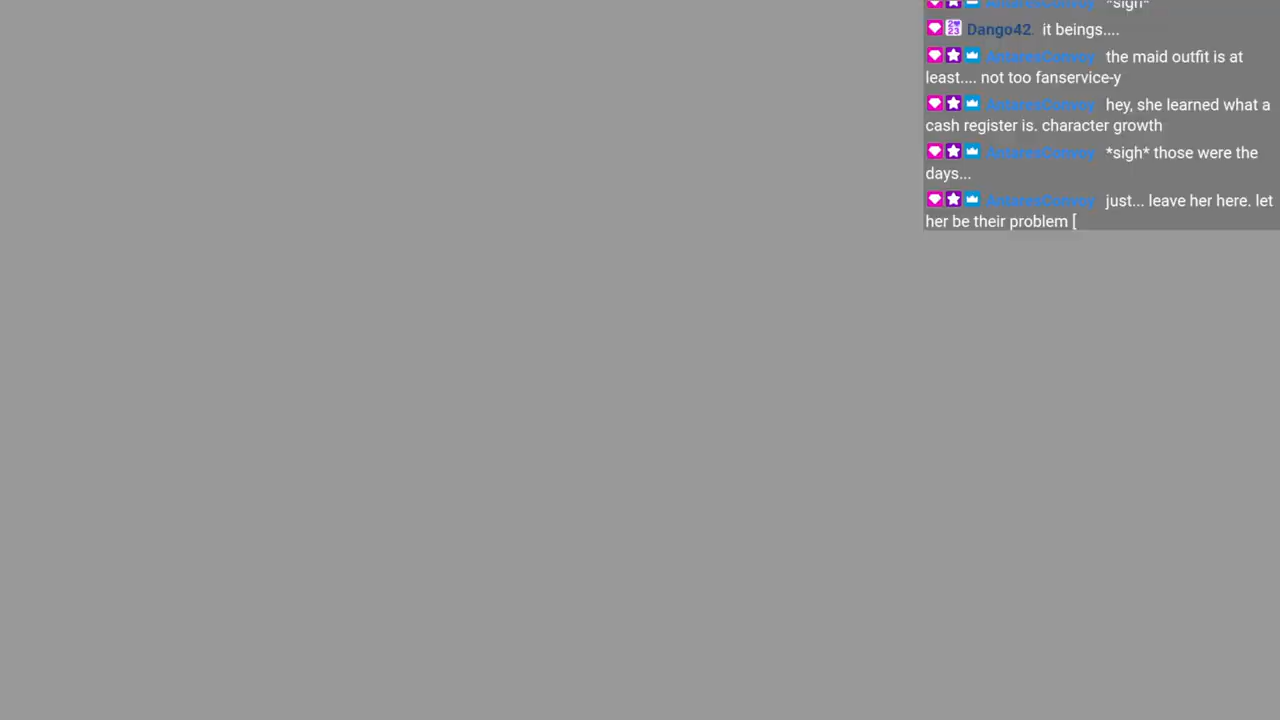 AntaresConvoy: *sigh*
Dango42: it beings....
AntaresConvoy: the maid outfit is at
least.... not too fanservice-y
AntaresConvoy: hey, she learned what a
cash register is. character growth
AntaresConvoy: *sigh* those were the
days...
AntaresConvoy: just... leave her here. let
her be their problem [